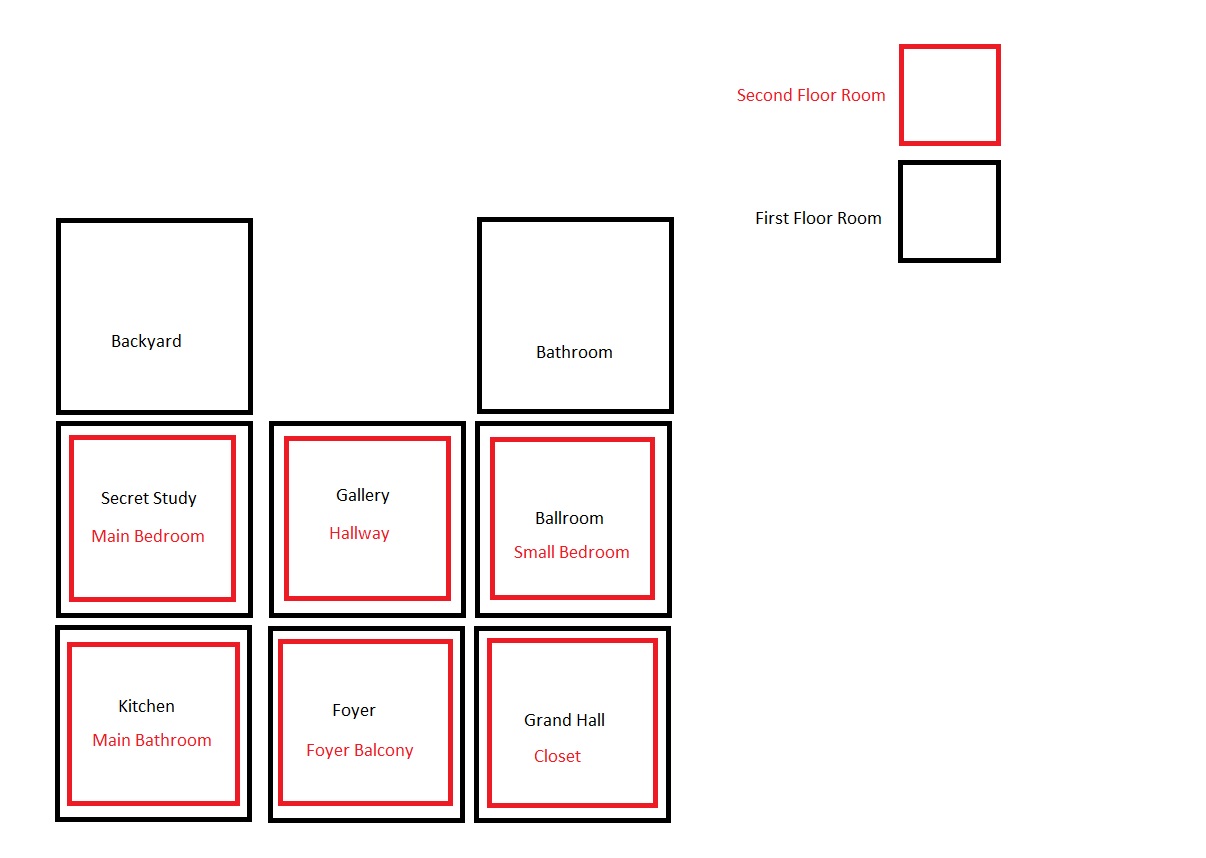 Second Floor Room
First Floor Room
Backyard
Bathroom
Secret Study
Main Bedroom
Gallery
Hallway
Ballroom
Small Bedroom
Kitchen
Main Bathroom
Foyer
Foyer Balcony
Grand Hall
Closet